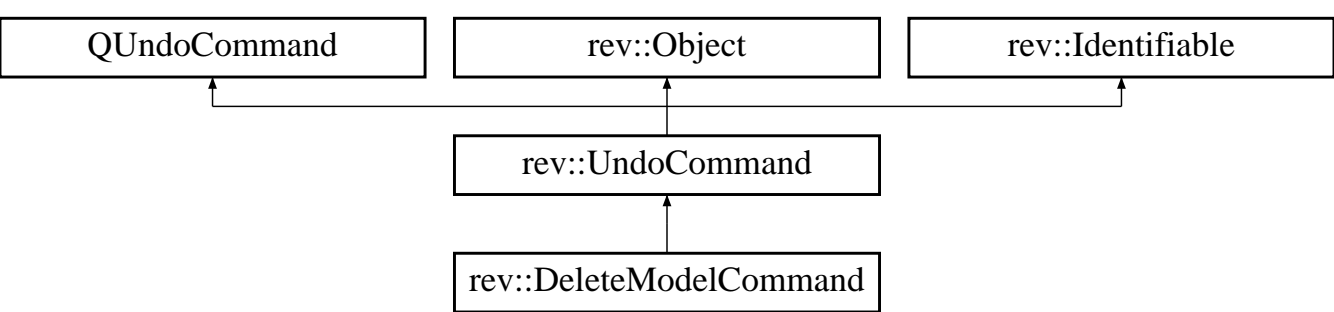 QUndoCommand
rev::Object
rev::Identifiable
rev::UndoCommand
rev::DeleteModelCommand